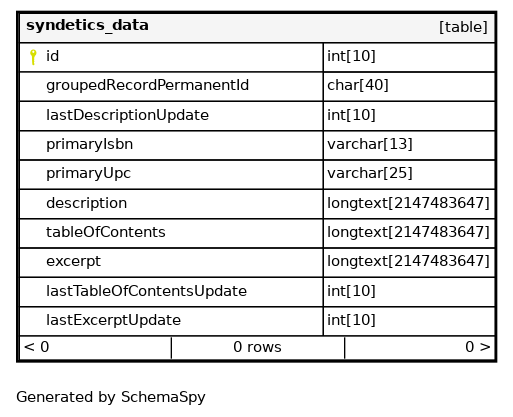 syndetics_data [table]
id int[10]
groupedRecordPermanentId char[40]
lastDescriptionUpdate int[10]
primaryIsbn varchar[13]
primaryUpc varchar[25]
description longtext[2147483647]
tableOfContents longtext[2147483647]
excerpt longtext[2147483647]
lastTableOfContentsUpdate int[10]
lastExcerptUpdate int[10]
< 0 0 rows 0 >
Generated by SchemaSpy